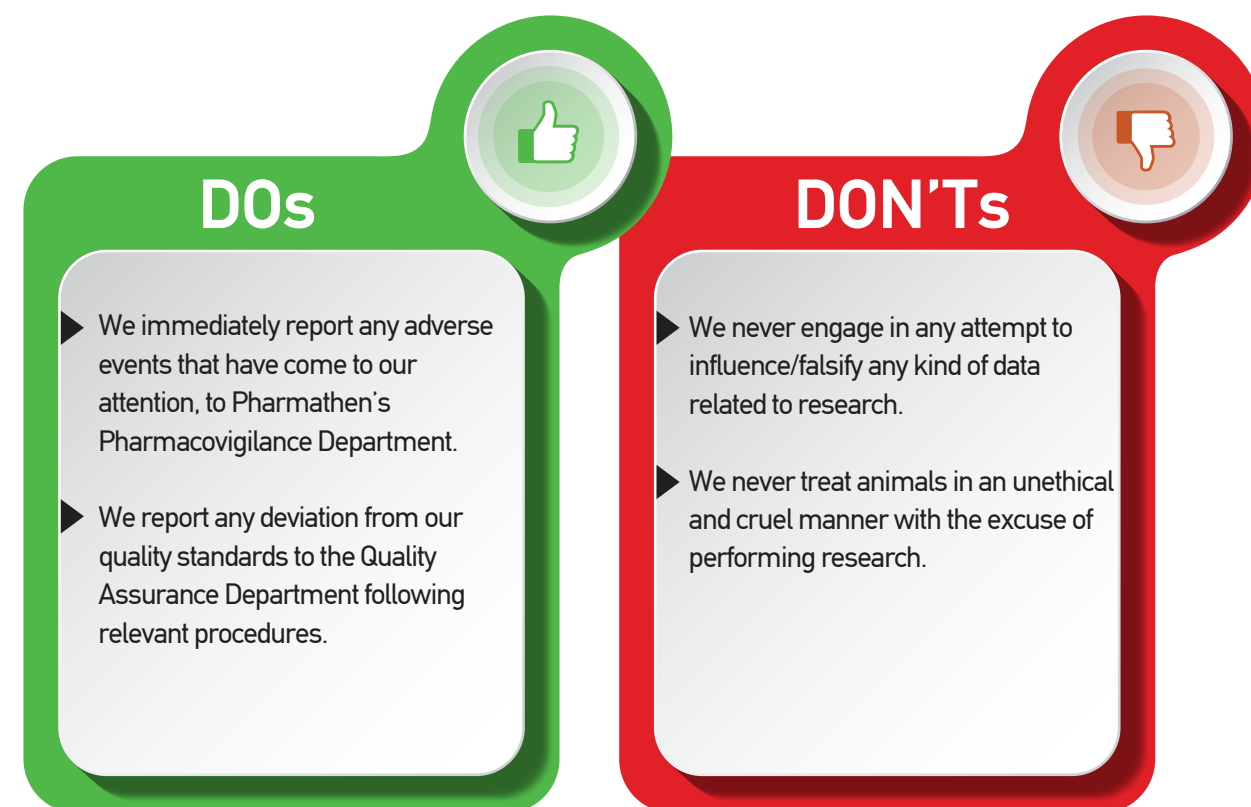 DOs
We immediately report any adverse
events that have come to our
attention, to Pharmathen's
Pharmacovigilance Department.
We report any deviation from our
quality standards to the Quality
Assurance Department following
relevant procedures.
DON'Ts
We never engage in any attempt to
influence/falsify any kind of data
related to research.
We never treat animals in an unethical
and cruel manner with the excuse of
performing research.